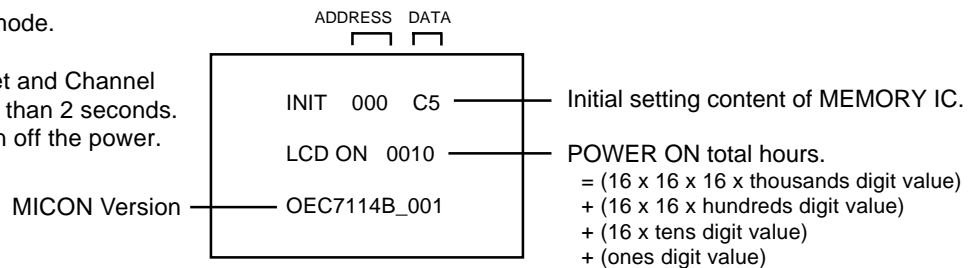 node.
et and Channel
than 2 seconds.
n off the power.
ADDRESS DATA
INIT 000 C5
LCD ON 0010
OEC7114B_001
MICON Version
Initial setting content of MEMORY IC.
POWER ON total hours.
= (16 x 16 x 16 x thousands digit value)
+ (16 x 16 x hundreds digit value)
+ (16 x tens digit value)
+ (ones digit value)